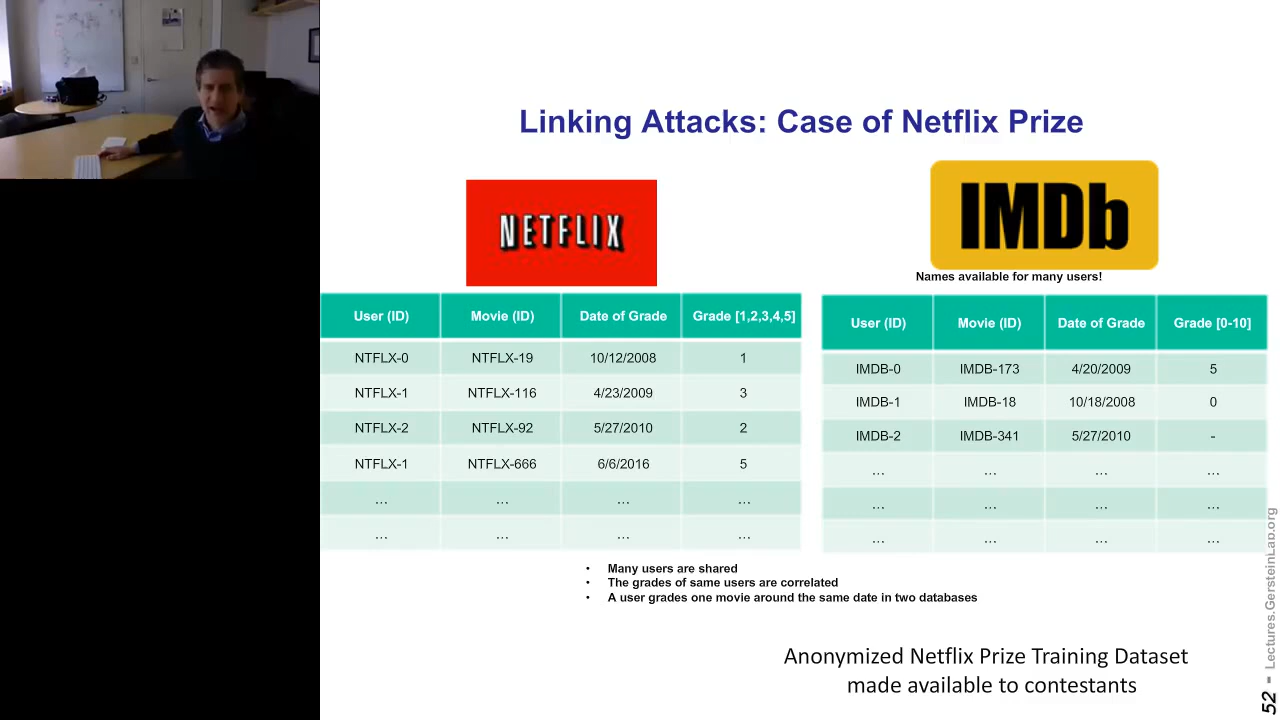 Linking Attacks: Case of Netflix Prize
NETFLIX
IMDb
Names available for many users!
User (ID) Movie (ID) Date of Grade Grade [1,2,3,4,5]
NTFLX-0 NTFLX-19 10/12/2008 1
NTFLX-1 NTFLX-116 4/23/2009 3
NTFLX-2 NTFLX-92 5/27/2010 2
NTFLX-1 NTFLX-666 6/6/2016 5
… … … …
… … … …
User (ID) Movie (ID) Date of Grade Grade [0-10]
IMDB-0 IMDB-173 4/20/2009 5
IMDB-1 IMDB-18 10/18/2008 0
IMDB-2 IMDB-341 5/27/2010 -
… … … …
… … … …
… … … …
• Many users are shared
• The grades of same users are correlated
• A user grades one movie around the same date in two databases
Anonymized Netflix Prize Training Dataset
made available to contestants
52 - Lectures.GersteinLab.org